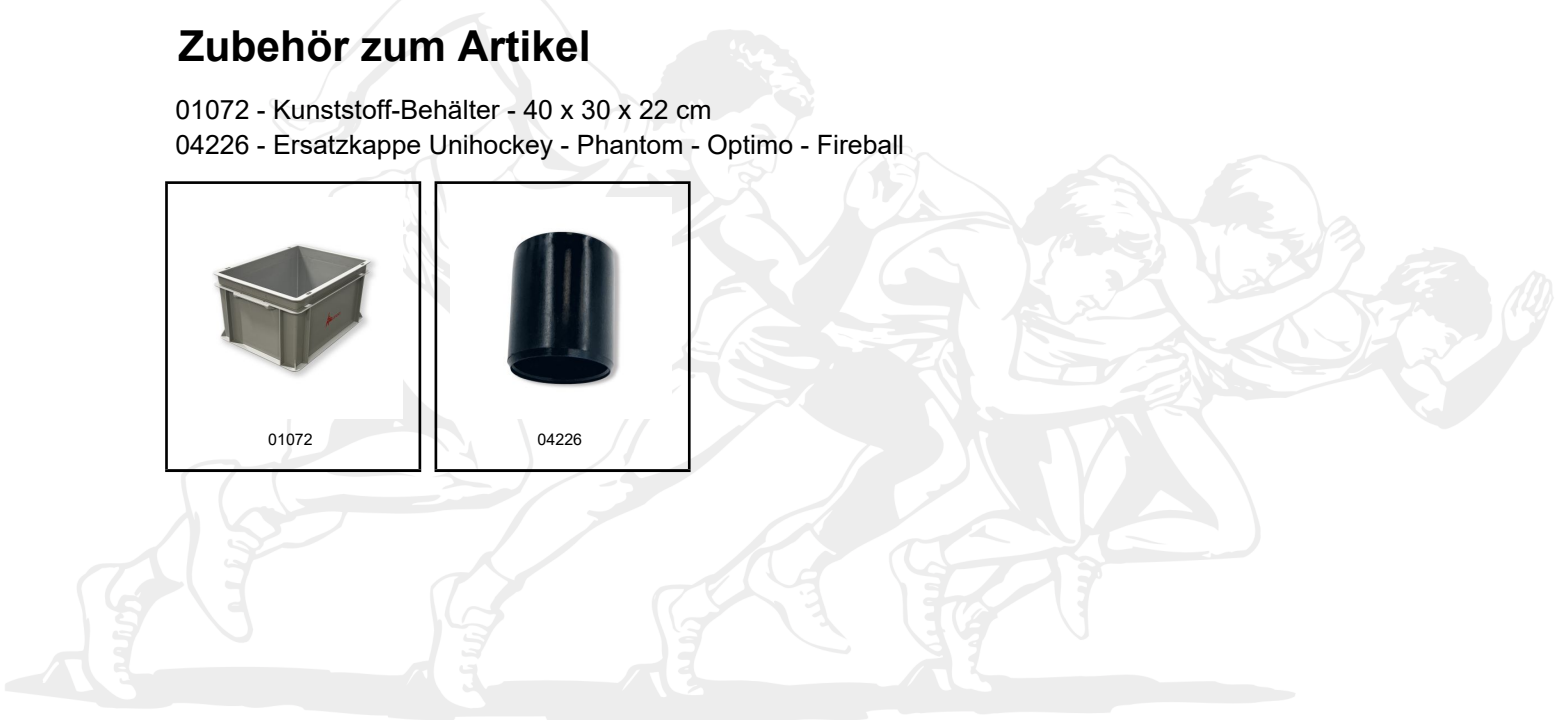 Zubehör zum Artikel
01072 - Kunststoff-Behälter - 40 x 30 x 22 cm
04226 - Ersatzkappe Unihockey - Phantom - Optimo - Fireball
01072
04226